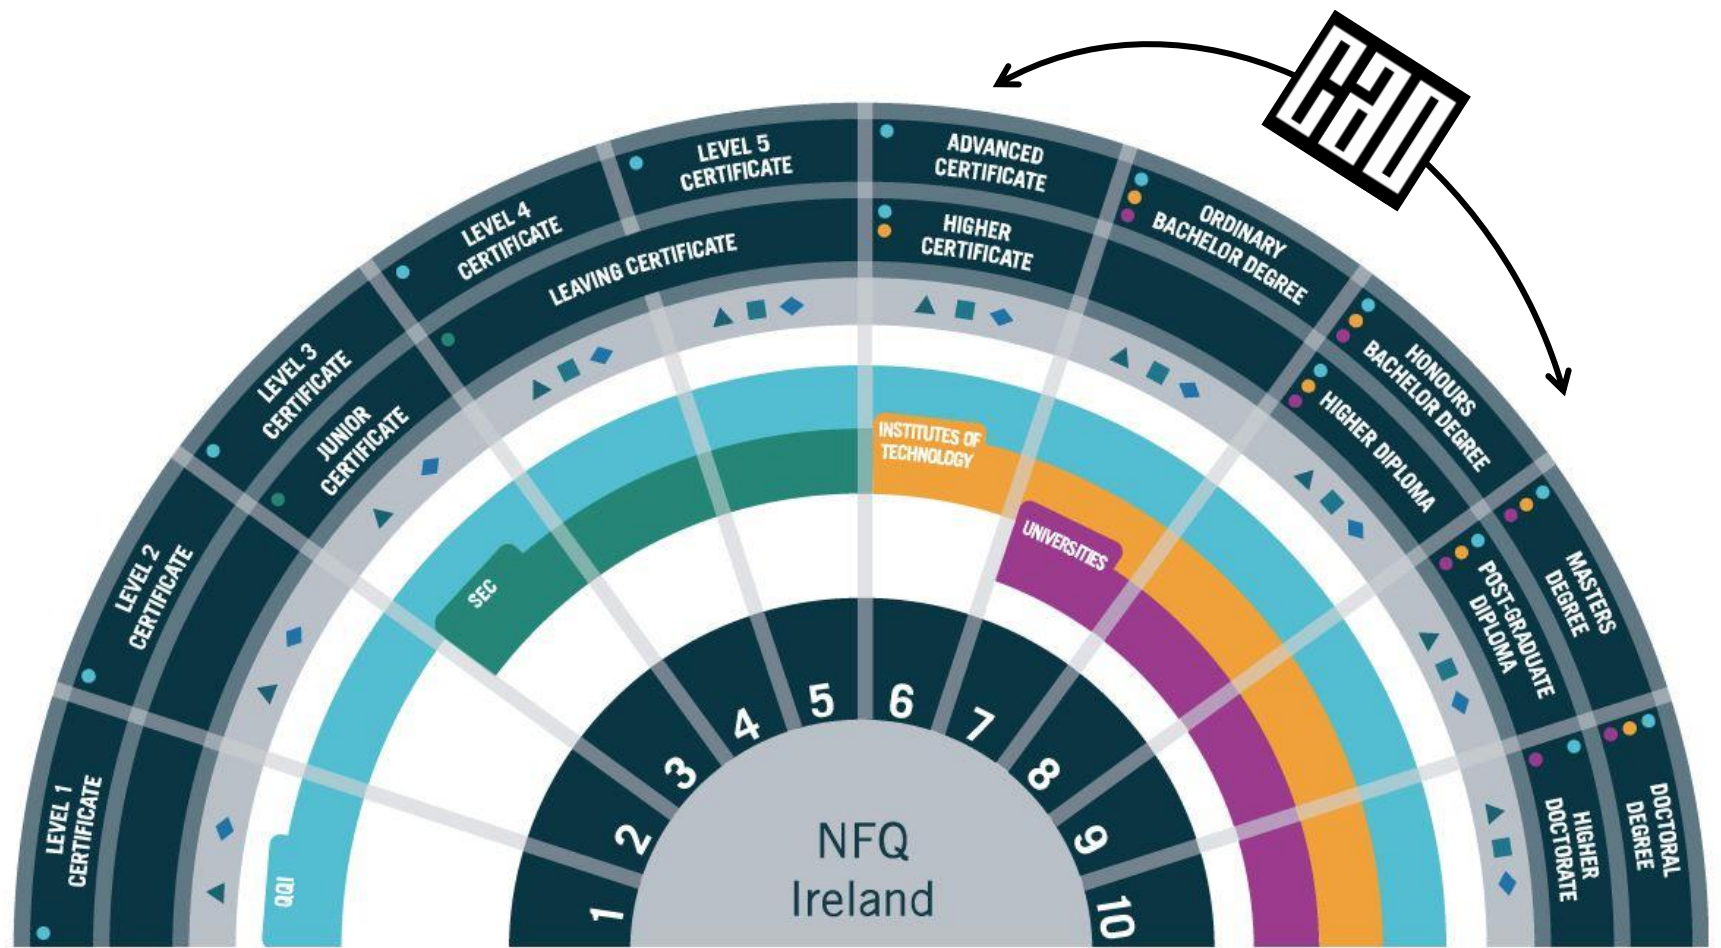 cao
LEVEL 1
CERTIFICATE
LEVEL 2
CERTIFICATE
LEVEL 3
CERTIFICATE
JUNIOR
CERTIFICATE
LEVEL 4
CERTIFICATE
LEVEL 5
CERTIFICATE
LEAVING CERTIFICATE
ADVANCED
CERTIFICATE
HIGHER
CERTIFICATE
ORDINARY
BACHELOR DEGREE
HONOURS
BACHELOR DEGREE
HIGHER DIPLOMA
MASTERS
DEGREE
POST-GRADUATE
DIPLOMA
DOCTORAL
DEGREE
HIGHER
DOCTORATE
QQI
SEC
INSTITUTES OF
TECHNOLOGY
UNIVERSITIES
1
2
3
4
5
6
7
8
9
10
NFQ
Ireland